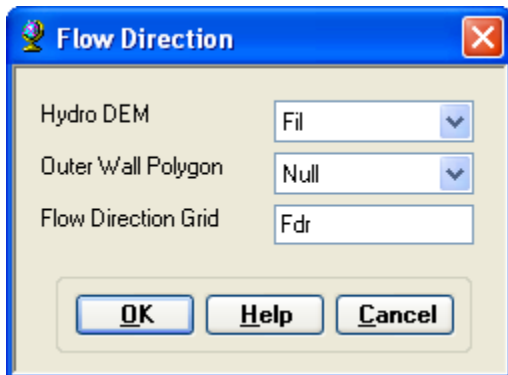 Flow Direction
Hydro DEM Fil
Outer Wall Polygon Null
Flow Direction Grid Fdr
OK Help Cancel